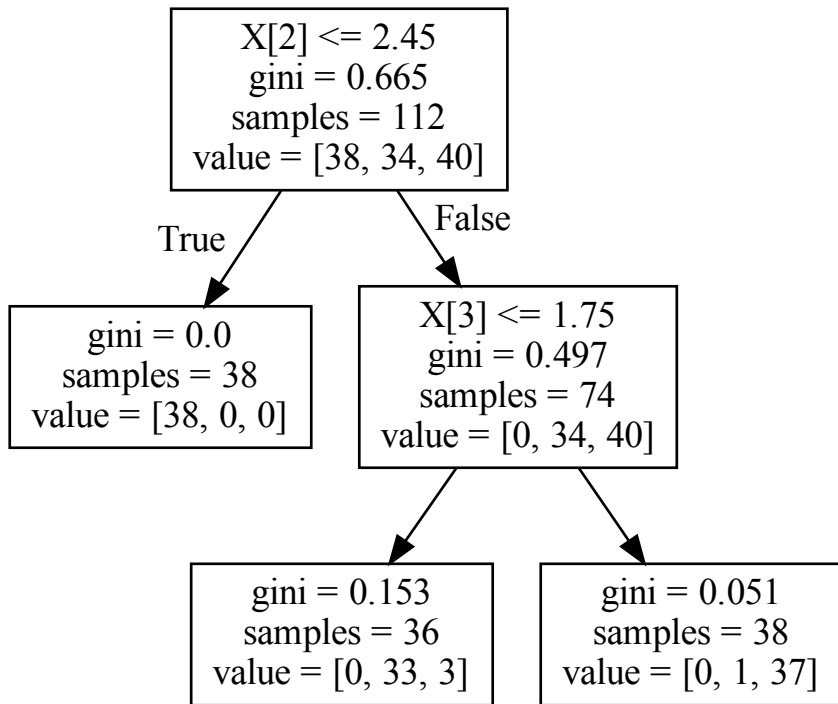 X[2] <= 2.45
gini = 0.665
samples = 112
value = [38, 34, 40]
True
False
gini = 0.0
samples = 38
value = [38, 0, 0]
X[3] <= 1.75
gini = 0.497
samples = 74
value = [0, 34, 40]
gini = 0.153
samples = 36
value = [0, 33, 3]
gini = 0.051
samples = 38
value = [0, 1, 37]